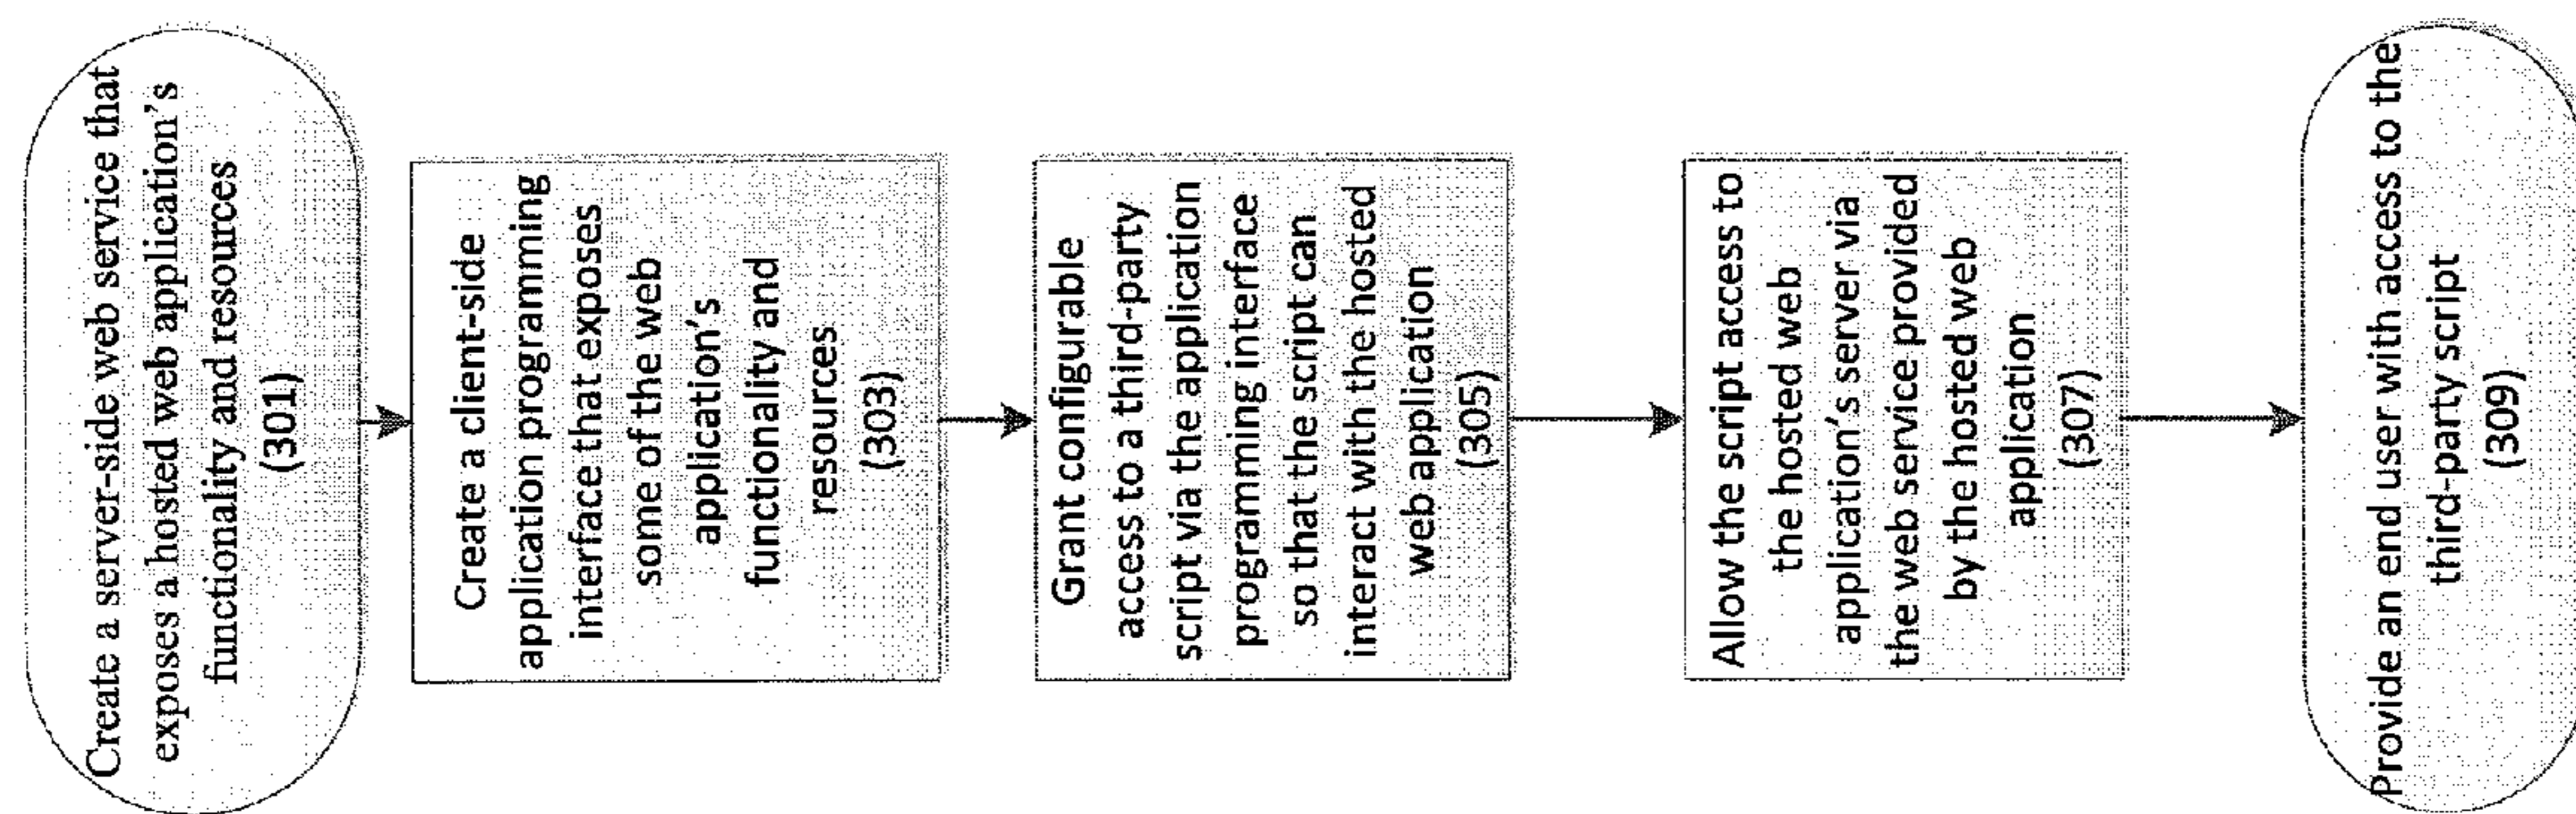 Create a server-side web service that
exposes a hosted web application's
functionality and resources
(301)
Create a client-side
application programming
interface that exposes
some of the web
application's
functionality and
resources
(303)
Grant configurable
access to a third-party
script via the application
programming interface
so that the script can
interact with the hosted
web application
(305)
Allow the script access to
the hosted web
application's server via
the web service provided
by the hosted web
application
(307)
Provide an end user with access to the
third-party script
(309)